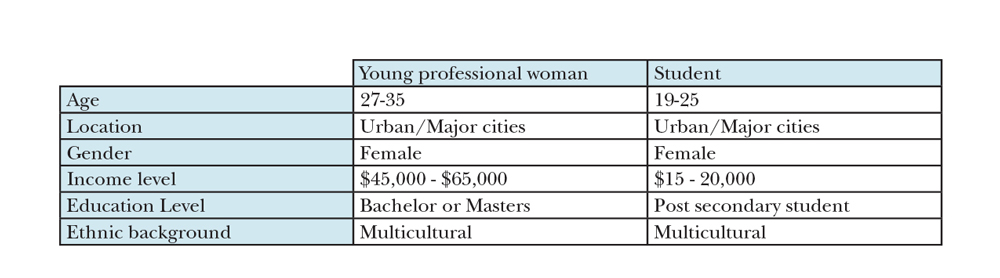 Young professional woman Student
Age 27-35 19-25
Location Urban/Major cities Urban/Major cities
Gender Female Female
Income level $45,000 - $65,000 $15 - 20,000
Education Level Bachelor or Masters Post secondary student
Ethnic background Multicultural Multicultural